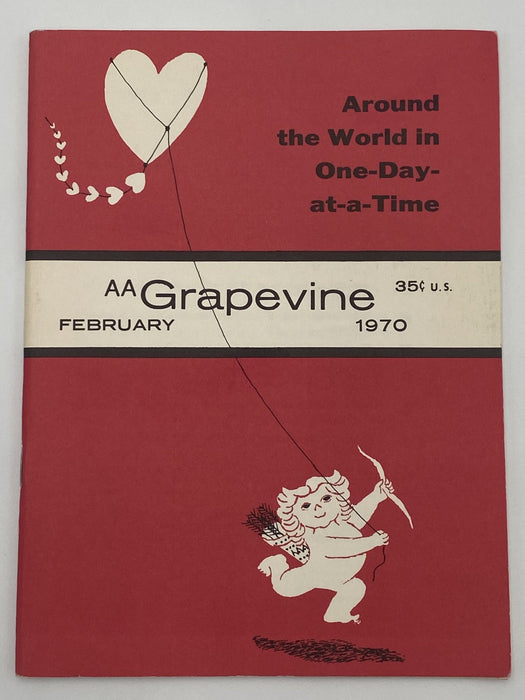 Around
the World in
One-Day-
at-a-Time
AA Grapevine 35¢ U.S.
FEBRUARY 1970